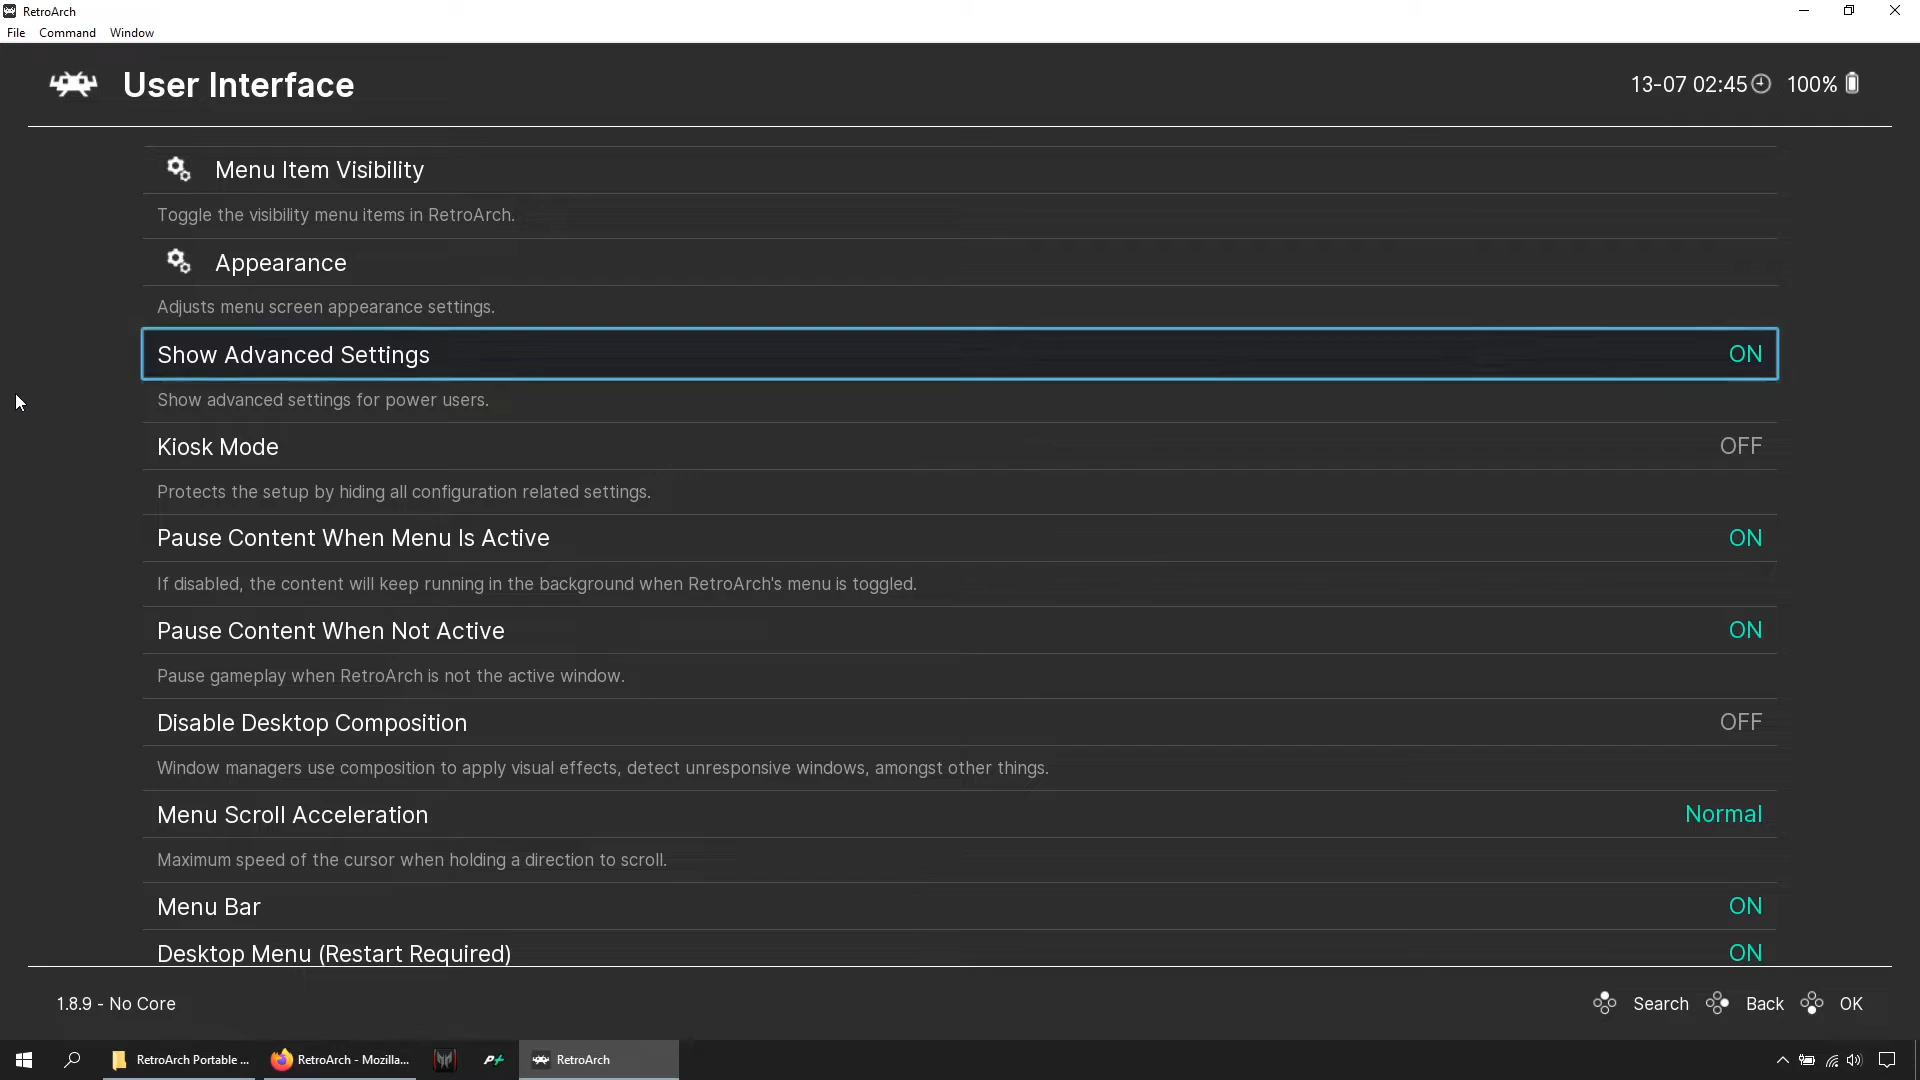 RetroArch
File Command Window
User Interface
13-07 02:45 100%
Menu Item Visibility
Toggle the visibility menu items in RetroArch.
Appearance
Adjusts menu screen appearance settings.
Show Advanced Settings ON
Show advanced settings for power users.
Kiosk Mode OFF
Protects the setup by hiding all configuration related settings.
Pause Content When Menu Is Active ON
If disabled, the content will keep running in the background when RetroArch's menu is toggled.
Pause Content When Not Active ON
Pause gameplay when RetroArch is not the active window.
Disable Desktop Composition OFF
Window managers use composition to apply visual effects, detect unresponsive windows, amongst other things.
Menu Scroll Acceleration Normal
Maximum speed of the cursor when holding a direction to scroll.
Menu Bar ON
Desktop Menu (Restart Required) ON
1.8.9 - No Core Search Back OK
RetroArch Portable ... RetroArch - Mozilla... P+ RetroArch